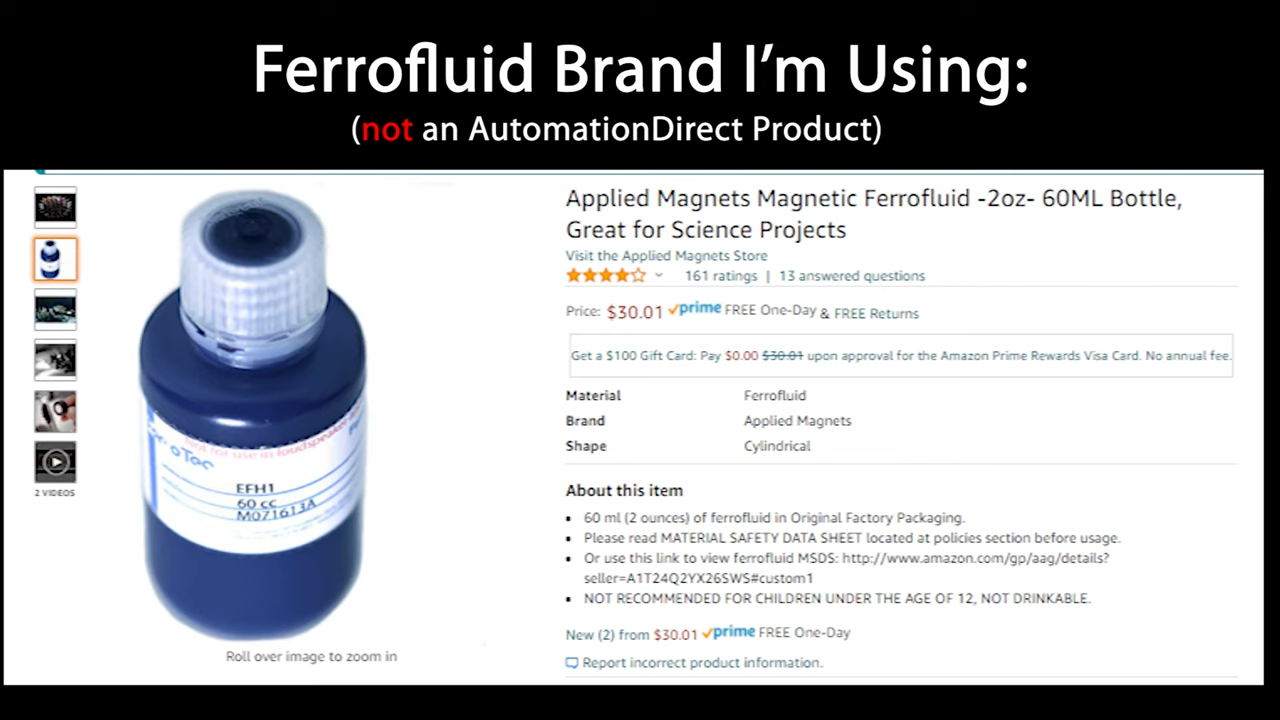 Ferrofluid Brand I'm Using:
(not an AutomationDirect Product)
Applied Magnets Magnetic Ferrofluid -2oz- 60ML Bottle,
Great for Science Projects
Visit the Applied Magnets Store
161 ratings | 13 answered questions
Price: $30.01 prime FREE One-Day & FREE Returns
Get a $100 Gift Card: Pay $0.00 $30.01 upon approval for the Amazon Prime Rewards Visa Card. No annual fee.
Material Ferrofluid
Brand Applied Magnets
Shape Cylindrical
About this item
60 ml (2 ounces) of ferrofluid in Original Factory Packaging.
Please read MATERIAL SAFETY DATA SHEET located at policies section before usage.
Or use this link to view ferrofluid MSDS: http://www.amazon.com/gp/aag/details?
seller=A1T24Q2YX26SWS#custom1
NOT RECOMMENDED FOR CHILDREN UNDER THE AGE OF 12, NOT DRINKABLE.
New (2) from $30.01 prime FREE One-Day
Report incorrect product information.
2 VIDEOS
Not for use in loudspeaker
EFH1
60 cc
M071613A
Roll over image to zoom in